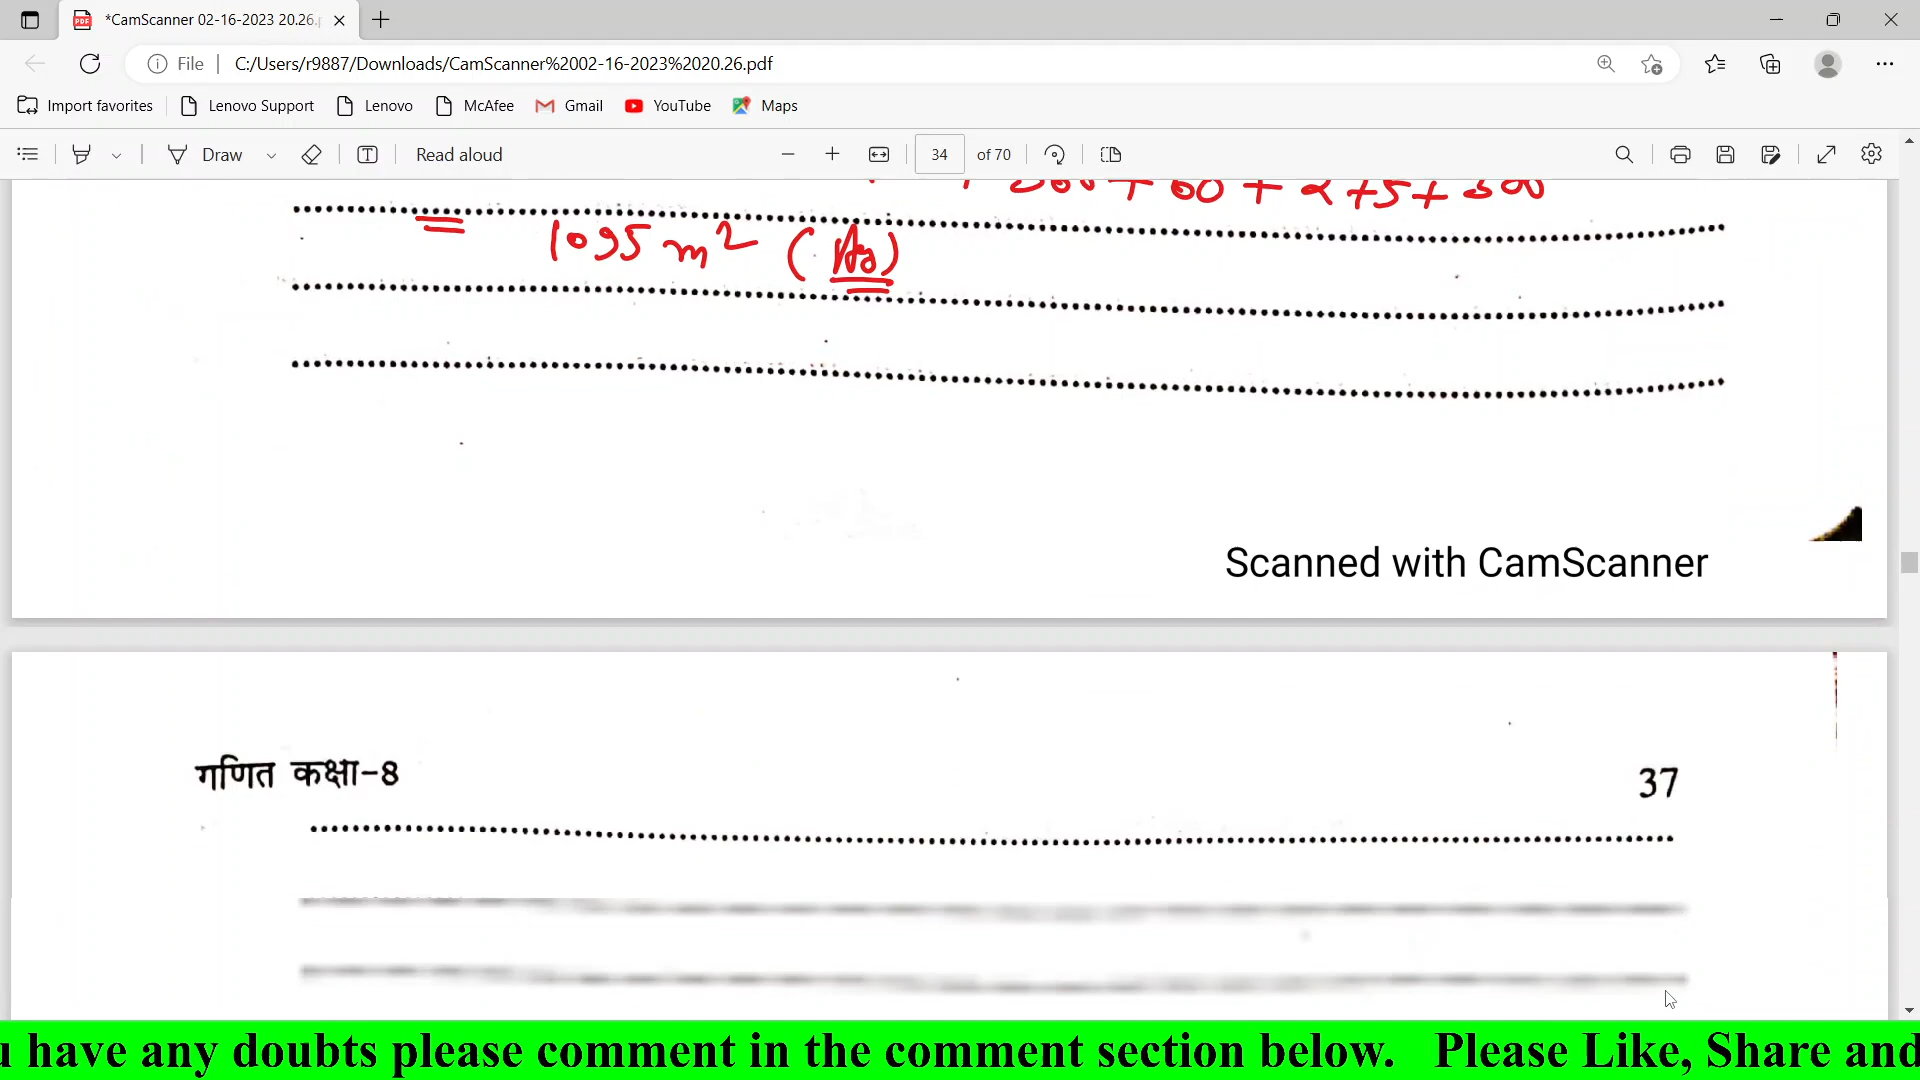 *CamScanner 02-16-2023 20.26.
File
C:/Users/r9887/Downloads/CamScanner%2002-16-2023%2020.26.pdf
Import favorites
Lenovo Support
Lenovo
McAfee
Gmail
YouTube
Maps
Draw
Read aloud
34
of 70
+ 60 + 2 + 5 + 300
= 1095 m² (
Scanned with CamScanner
गणित कक्षा-8
37
have any doubts please comment in the comment section below. Please Like, Share and